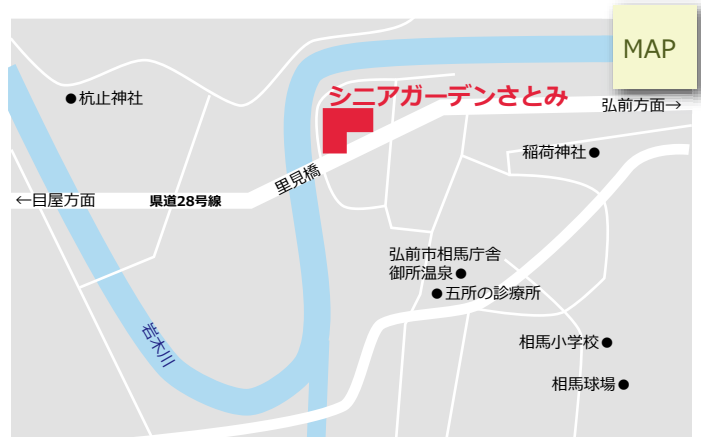 MAP
シニアガーデンさとみ
●杭止神社
弘前方面→
稲荷神社●
里見橋
←目屋方面
県道28号線
弘前市相馬庁舎
御所温泉●
●五所の診療所
岩木川
相馬小学校●
相馬球場●